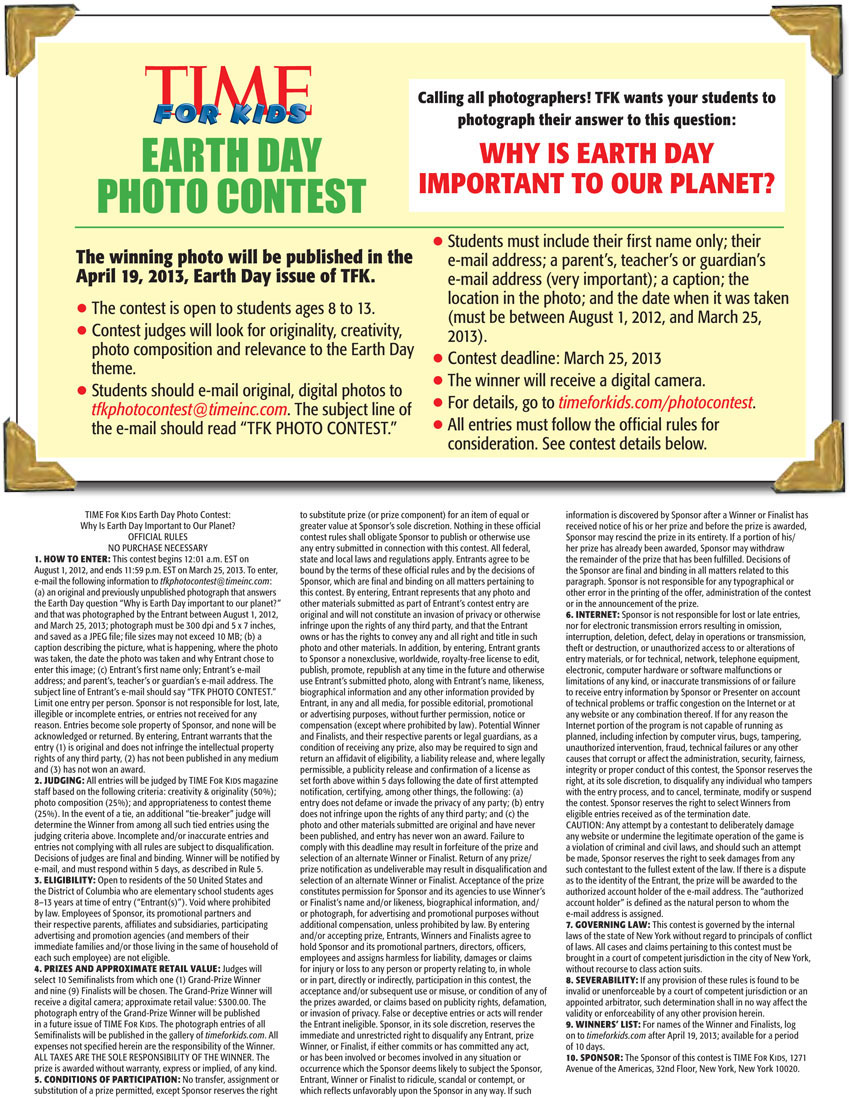 TIME
FOR KIDS
EARTH DAY
PHOTO CONTEST
Calling all photographers! TFK wants your students to
photograph their answer to this question:
WHY IS EARTH DAY
IMPORTANT TO OUR PLANET?
The winning photo will be published in the
April 19, 2013, Earth Day issue of TFK.
● The contest is open to students ages 8 to 13.
● Contest judges will look for originality, creativity,
photo composition and relevance to the Earth Day
theme.
● Students should e-mail original, digital photos to
tfkphotocontest@timeinc.com. The subject line of
the e-mail should read “TFK PHOTO CONTEST.”
● Students must include their first name only; their
e-mail address; a parent’s, teacher’s or guardian’s
e-mail address (very important); a caption; the
location in the photo; and the date when it was taken
(must be between August 1, 2012, and March 25,
2013).
● Contest deadline: March 25, 2013
● The winner will receive a digital camera.
● For details, go to timeforkids.com/photocontest.
● All entries must follow the official rules for
consideration. See contest details below.
TIME FOR KIDS Earth Day Photo Contest:
Why Is Earth Day Important to Our Planet?
OFFICIAL RULES
NO PURCHASE NECESSARY
1. HOW TO ENTER: This contest begins 12:01 a.m. EST on
August 1, 2012, and ends 11:59 p.m. EST on March 25, 2013. To enter,
e-mail the following information to tfkphotocontest@timeinc.com:
(a) an original and previously unpublished photograph that answers
the Earth Day question “Why is Earth Day important to our planet?”
and that was photographed by the Entrant between August 1, 2012,
and March 25, 2013; photograph must be 300 dpi and 5 x 7 inches,
and saved as a JPEG file; file sizes may not exceed 10 MB; (b) a
caption describing the picture, what is happening, where the photo
was taken, the date the photo was taken and why Entrant chose to
enter this image; (c) Entrant’s first name only; Entrant’s e-mail
address; and parent’s, teacher’s or guardian’s e-mail address. The
subject line of Entrant’s e-mail should say “TFK PHOTO CONTEST.”
Limit one entry per person. Sponsor is not responsible for lost, late,
illegible or incomplete entries, or entries not received for any
reason. Entries become sole property of Sponsor, and none will be
acknowledged or returned. By entering, Entrant warrants that the
entry (1) is original and does not infringe the intellectual property
rights of any third party, (2) has not been published in any medium
and (3) has not won an award.
2. JUDGING: All entries will be judged by TIME FOR KIDS magazine
staff based on the following criteria: creativity & originality (50%);
photo composition (25%); and appropriateness to contest theme
(25%). In the event of a tie, an additional “tie-breaker” judge will
determine the Winner from among all such tied entries using the
judging criteria above. Incomplete and/or inaccurate entries and
entries not complying with all rules are subject to disqualification.
Decisions of judges are final and binding. Winner will be notified by
e-mail, and must respond within 5 days, as described in Rule 5.
3. ELIGIBILITY: Open to residents of the 50 United States and
the District of Columbia who are elementary school students ages
8–13 years at time of entry (“Entrant(s)”). Void where prohibited
by law. Employees of Sponsor, its promotional partners and
their respective parents, affiliates and subsidiaries, participating
advertising and promotion agencies (and members of their
immediate families and/or those living in the same household of
each such employee) are not eligible.
4. PRIZES AND APPROXIMATE RETAIL VALUE: Judges will
select 10 Semifinalists from which one (1) Grand-Prize Winner
and nine (9) Finalists will be chosen. The Grand-Prize Winner will
receive a digital camera; approximate retail value: $300.00. The
photograph entry of the Grand-Prize Winner will be published
in a future issue of TIME FOR KIDS. The photograph entries of all
Semifinalists will be published in the gallery of timeforkids.com. All
expenses not specified herein are the responsibility of the Winner.
ALL TAXES ARE THE SOLE RESPONSIBILITY OF THE WINNER. The
prize is awarded without warranty, express or implied, of any kind.
5. CONDITIONS OF PARTICIPATION: No transfer, assignment or
substitution of a prize permitted, except Sponsor reserves the right
to substitute prize (or prize component) for an item of equal or
greater value at Sponsor’s sole discretion. Nothing in these official
contest rules shall obligate Sponsor to publish or otherwise use
any entry submitted in connection with this contest. All federal,
state and local laws and regulations apply. Entrants agree to be
bound by the terms of these official rules and by the decisions of
Sponsor, which are final and binding on all matters pertaining to
this contest. By entering, Entrant represents that any photo and
other materials submitted as part of Entrant’s contest entry are
original and will not constitute an invasion of privacy or otherwise
infringe upon the rights of any third party, and that the Entrant
owns or has the rights to convey any and all right and title in such
photo and other materials. In addition, by entering, Entrant grants
to Sponsor a nonexclusive, worldwide, royalty-free license to edit,
publish, promote, republish at any time in the future and otherwise
use Entrant’s submitted photo, along with Entrant’s name, likeness,
biographical information and any other information provided by
Entrant, in any and all media, for possible editorial, promotional
or advertising purposes, without further permission, notice or
compensation (except where prohibited by law). Potential Winner
and Finalists, and their respective parents or legal guardians, as a
condition of receiving any prize, also may be required to sign and
return an affidavit of eligibility, a liability release and, where legally
permissible, a publicity release and confirmation of a license as
set forth above within 5 days following the date of first attempted
notification, certifying, among other things, the following: (a)
entry does not defame or invade the privacy of any party; (b) entry
does not infringe upon the rights of any third party; and (c) the
photo and other materials submitted are original and have never
been published, and entry has never won an award. Failure to
comply with this deadline may result in forfeiture of the prize and
selection of an alternate Winner or Finalist. Return of any prize/
prize notification as undeliverable may result in disqualification and
selection of an alternate Winner or Finalist. Acceptance of the prize
constitutes permission for Sponsor and its agencies to use Winner’s
or Finalist’s name and/or likeness, biographical information, and/
or photograph, for advertising and promotional purposes without
additional compensation, unless prohibited by law. By entering
and/or accepting prize, Entrants, Winners and Finalists agree to
hold Sponsor and its promotional partners, directors, officers,
employees and assigns harmless for liability, damages or claims
for injury or loss to any person or property relating to, in whole
or in part, directly or indirectly, participation in this contest, the
acceptance and/or subsequent use or misuse, or condition of any of
the prizes awarded, or claims based on publicity rights, defamation,
or invasion of privacy. False or deceptive entries or acts will render
the Entrant ineligible. Sponsor, in its sole discretion, reserves the
immediate and unrestricted right to disqualify any Entrant, prize
Winner, or Finalist, if either commits or has committed any act,
or has been involved or becomes involved in any situation or
occurrence which the Sponsor deems likely to subject the Sponsor,
Entrant, Winner or Finalist to ridicule, scandal or contempt, or
which reflects unfavorably upon the Sponsor in any way. If such
information is discovered by Sponsor after a Winner or Finalist has
received notice of his or her prize and before the prize is awarded,
Sponsor may rescind the prize in its entirety. If a portion of his/
her prize has already been awarded, Sponsor may withdraw
the remainder of the prize that has been fulfilled. Decisions of
the Sponsor are final and binding in all matters related to this
paragraph. Sponsor is not responsible for any typographical or
other error in the printing of the offer, administration of the contest
or in the announcement of the prize.
6. INTERNET: Sponsor is not responsible for lost or late entries,
nor for electronic transmission errors resulting in omission,
interruption, deletion, defect, delay in operations or transmission,
theft or destruction, or unauthorized access to or alterations of
entry materials, or for technical, network, telephone equipment,
electronic, computer hardware or software malfunctions or
limitations of any kind, or inaccurate transmissions of or failure
to receive entry information by Sponsor or Presenter on account
of technical problems or traffic congestion on the Internet or at
any website or any combination thereof. If for any reason the
Internet portion of the program is not capable of running as
planned, including infection by computer virus, bugs, tampering,
unauthorized intervention, fraud, technical failures or any other
causes that corrupt or affect the administration, security, fairness,
integrity or proper conduct of this contest, the Sponsor reserves the
right, at its sole discretion, to disqualify any individual who tampers
with the entry process, and to cancel, terminate, modify or suspend
the contest. Sponsor reserves the right to select Winners from
eligible entries received as of the termination date.
CAUTION: Any attempt by a contestant to deliberately damage
any website or undermine the legitimate operation of the game is
a violation of criminal and civil laws, and should such an attempt
be made, Sponsor reserves the right to seek damages from any
such contestant to the fullest extent of the law. If there is a dispute
as to the identity of the Entrant, the prize will be awarded to the
authorized account holder of the e-mail address. The “authorized
account holder” is defined as the natural person to whom the
e-mail address is assigned.
7. GOVERNING LAW: This contest is governed by the internal
laws of the state of New York without regard to principals of conflict
of laws. All cases and claims pertaining to this contest must be
brought in a court of competent jurisdiction in the city of New York,
without recourse to class action suits.
8. SEVERABILITY: If any provision of these rules is found to be
invalid or unenforceable by a court of competent jurisdiction or an
appointed arbitrator, such determination shall in no way affect the
validity or enforceability of any other provision herein.
9. WINNERS’ LIST: For names of the Winner and Finalists, log
on to timeforkids.com after April 19, 2013; available for a period
of 10 days.
10. SPONSOR: The Sponsor of this contest is TIME FOR KIDS, 1271
Avenue of the Americas, 32nd Floor, New York, New York 10020.